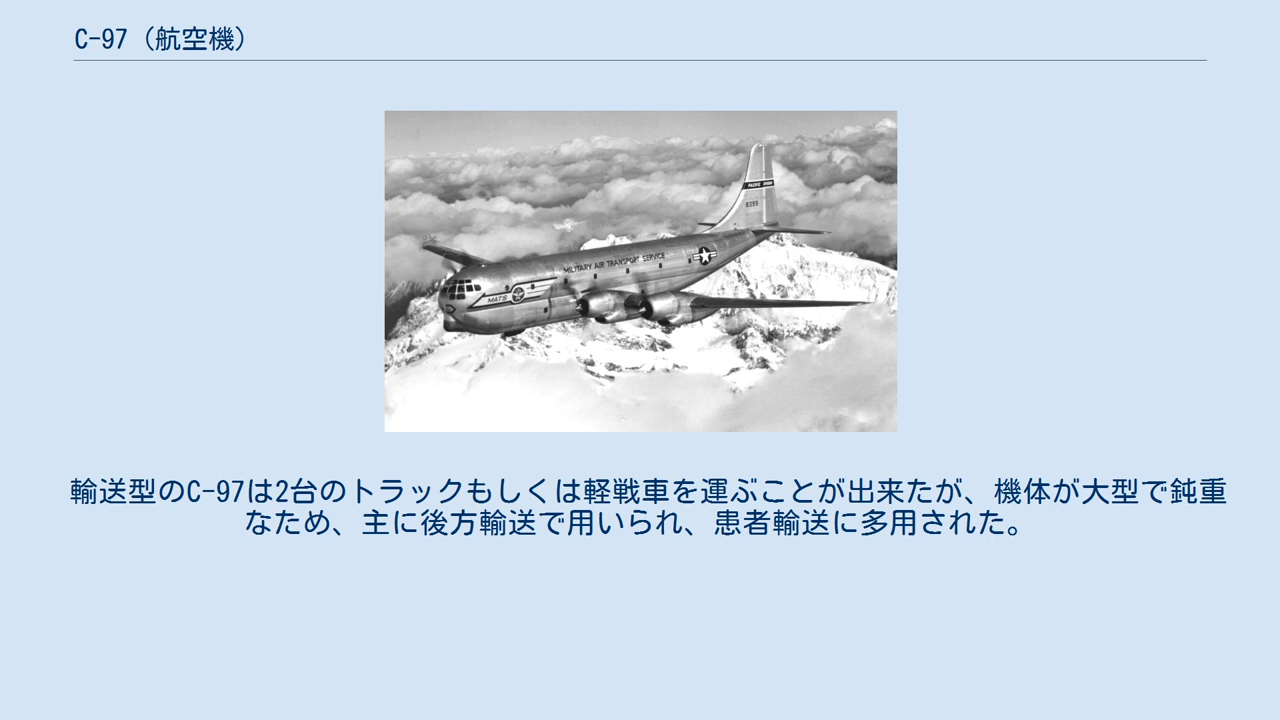 C-97（航空機）
PACIFIC DIVISION
8399
MILITARY AIR TRANSPORT SERVICE
MATS
輸送型のC-97は2台のトラックもしくは軽戦車を運ぶことが出来たが、機体が大型で鈍重
なため、主に後方輸送で用いられ、患者輸送に多用された。